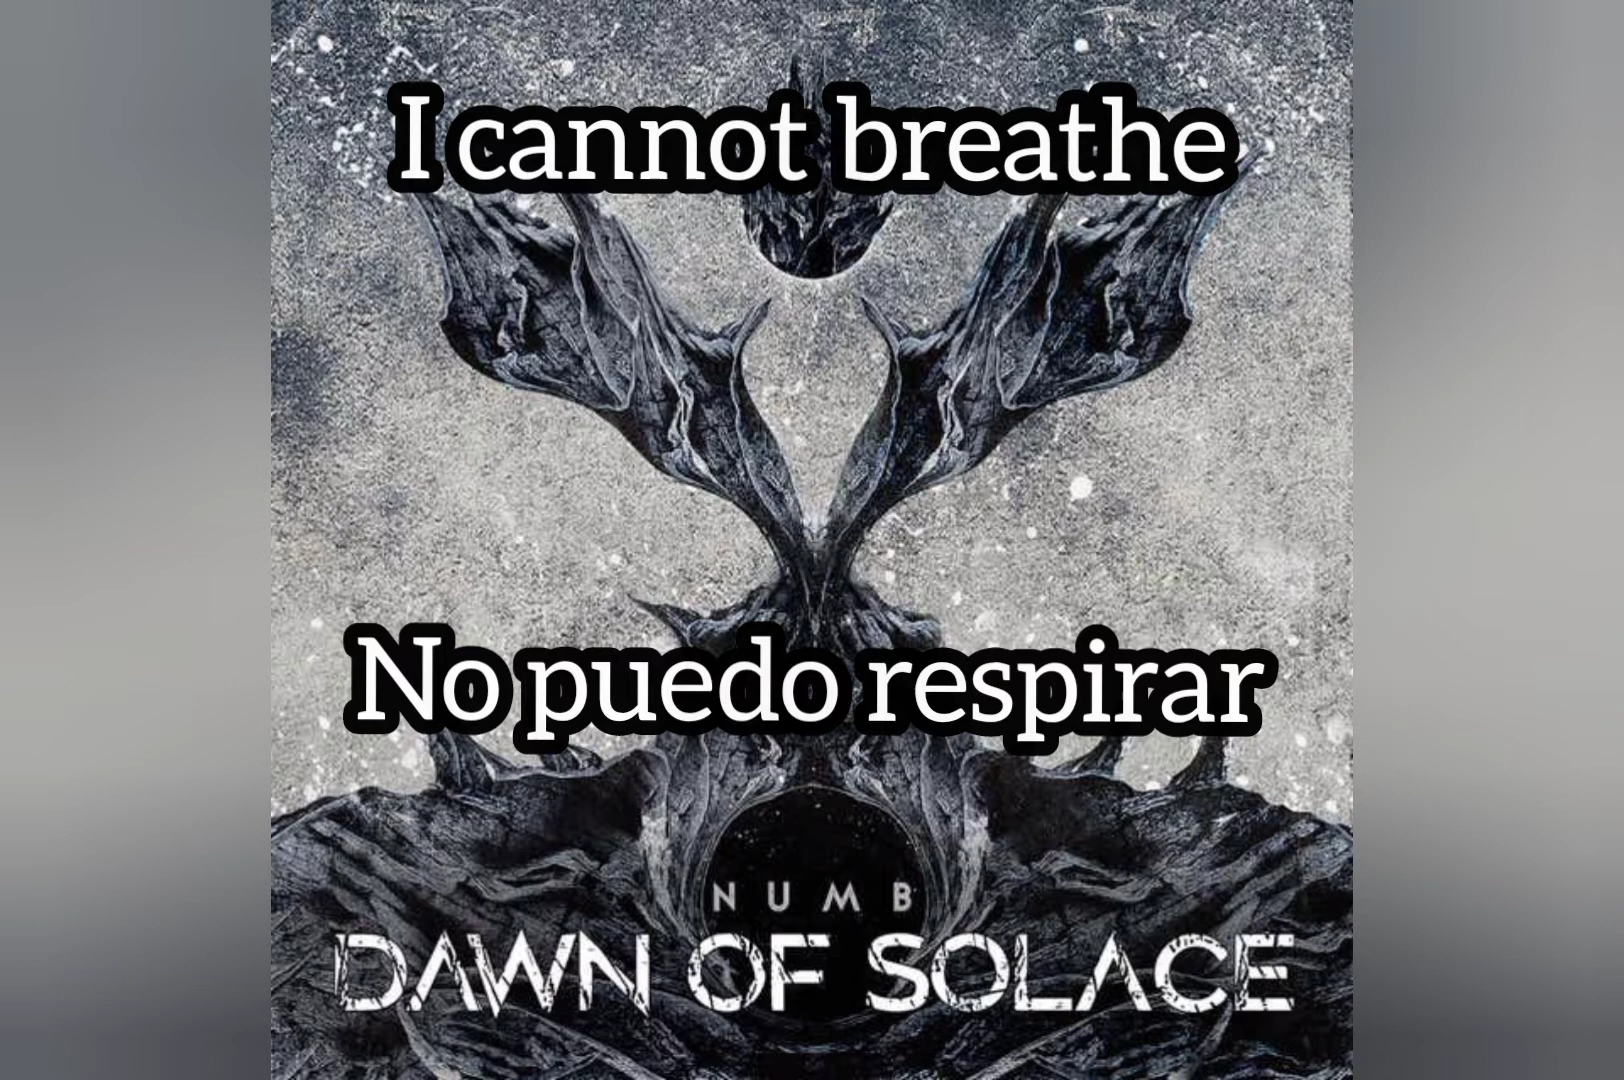 I cannot breathe
No puedo respirar
NUMB
DAWN OF SOLACE